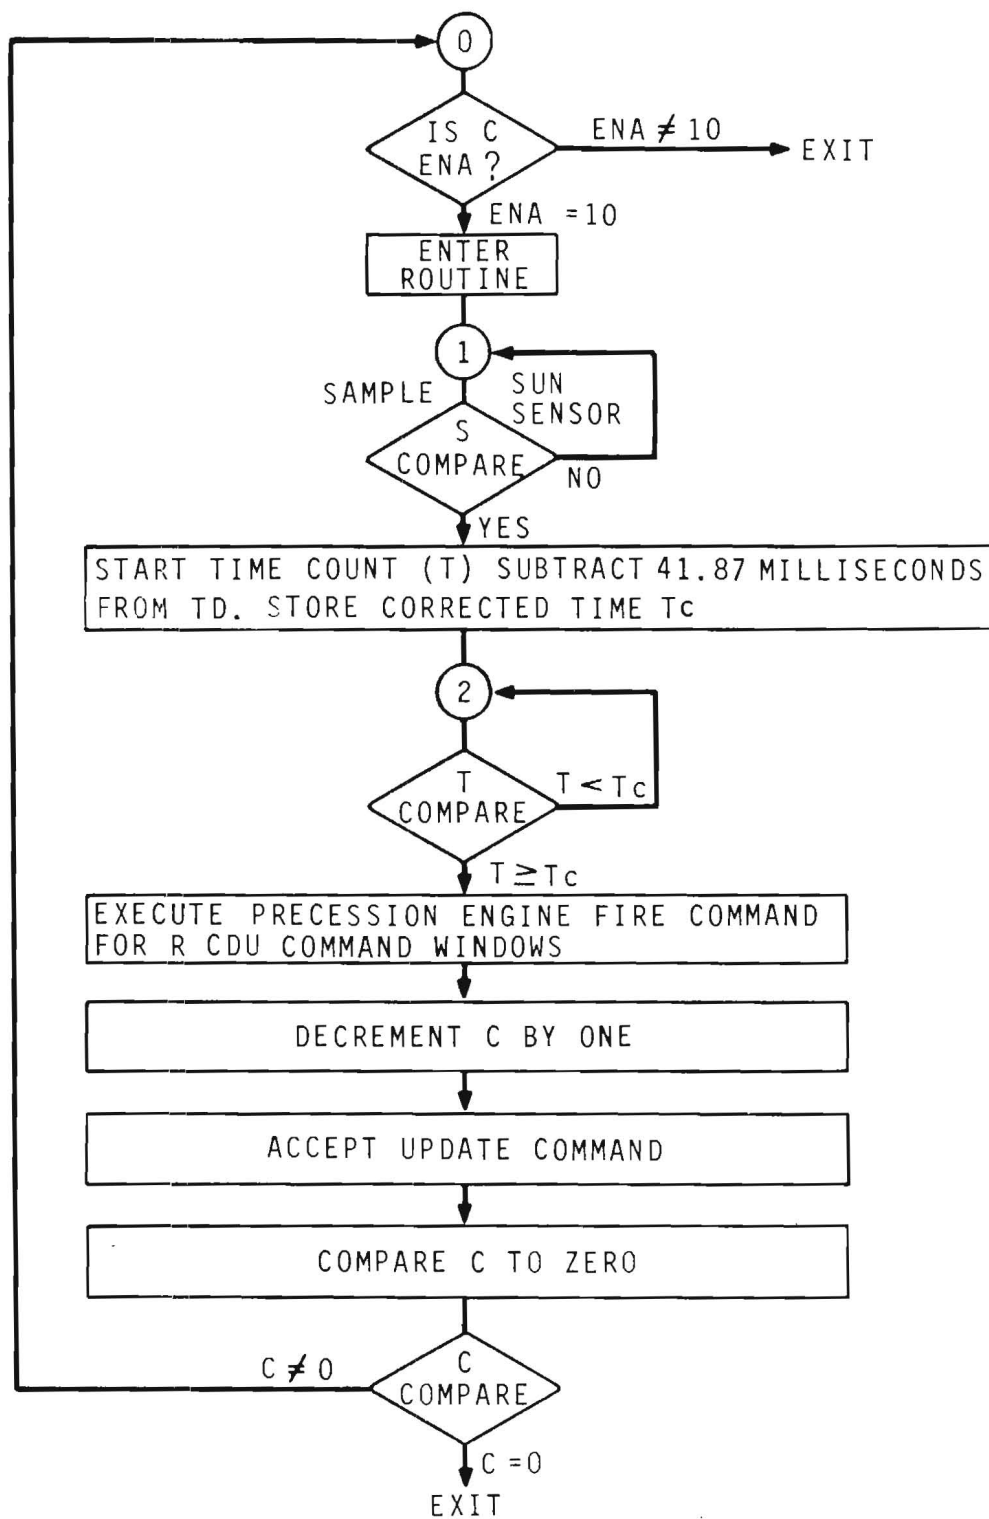 0
IS C
ENA?
ENA ≠ 10
EXIT
ENA = 10
ENTER
ROUTINE
1
SAMPLE
SUN
SENSOR
S
COMPARE
NO
YES
START TIME COUNT (T) SUBTRACT 41.87 MILLISECONDS
FROM TD. STORE CORRECTED TIME Tc
2
T
COMPARE
T < Tc
T ≥ Tc
EXECUTE PRECESSION ENGINE FIRE COMMAND
FOR R CDU COMMAND WINDOWS
DECREMENT C BY ONE
ACCEPT UPDATE COMMAND
COMPARE C TO ZERO
C ≠ 0
C
COMPARE
C = 0
EXIT